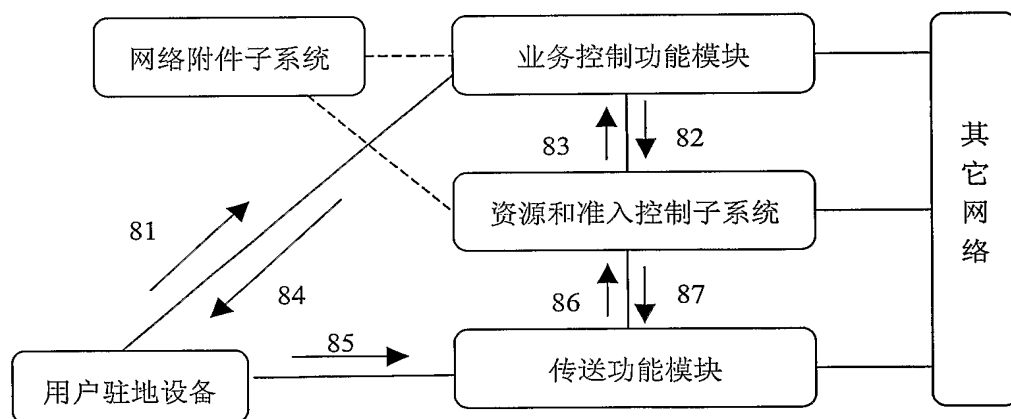 网络附件子系统
业务控制功能模块
其它网络
83
82
资源和准入控制子系统
81
84
86
87
85
用户驻地设备
传送功能模块